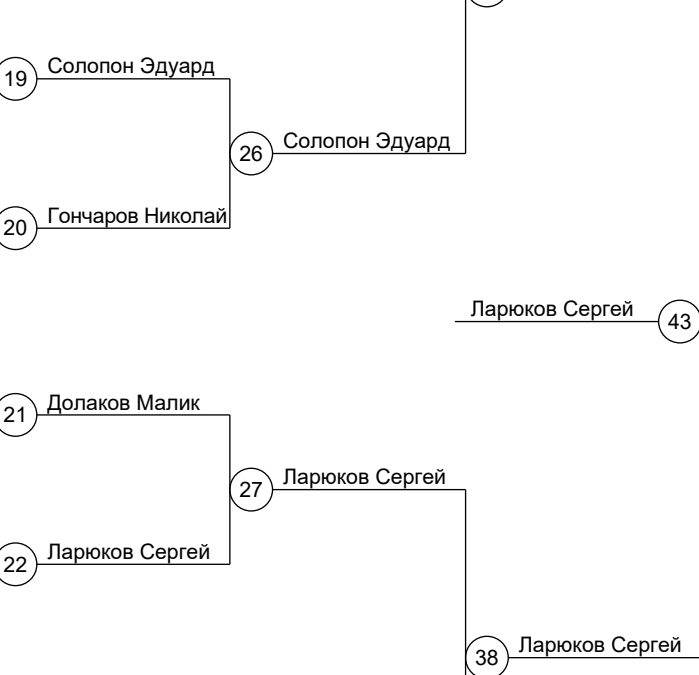 Солопон Эдуард
19
26
Солопон Эдуард
Гончаров Николай
20
Ларюков Сергей
43
Долаков Малик
21
Ларюков Сергей
27
Ларюков Сергей
22
Ларюков Сергей
38